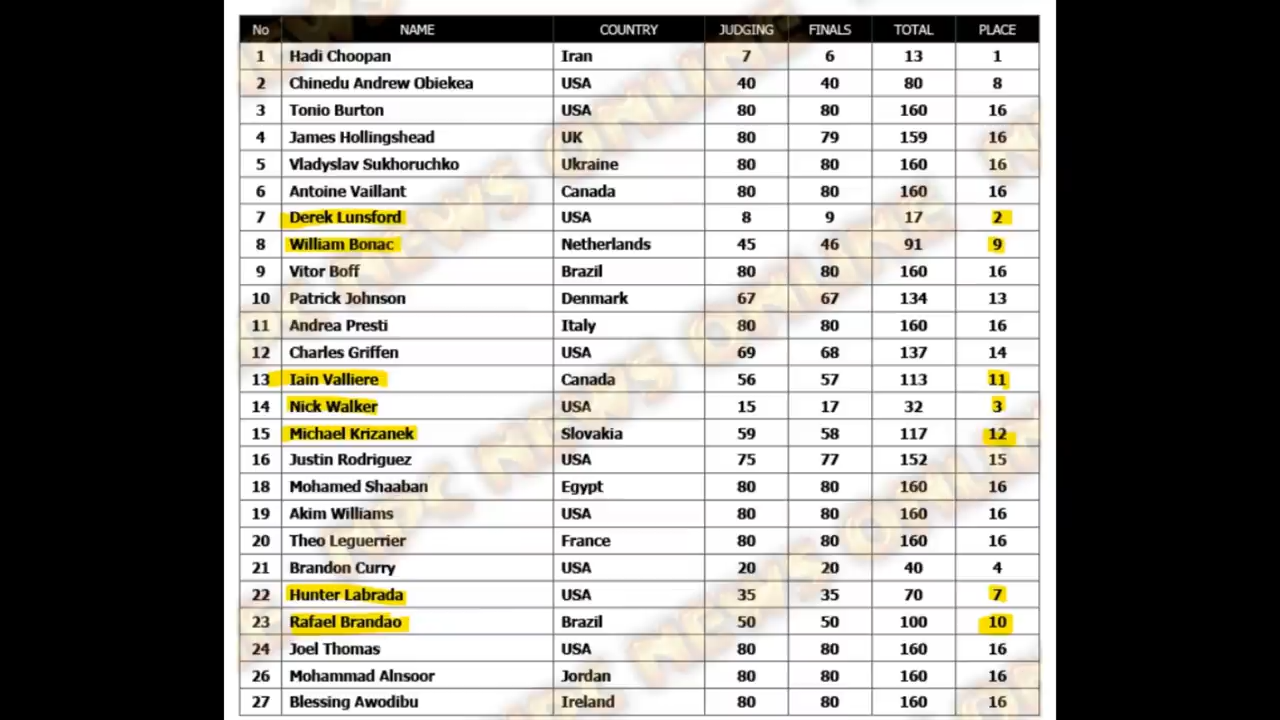 No NAME COUNTRY JUDGING FINALS TOTAL PLACE
1 Hadi Choopan Iran 7 6 13 1
2 Chinedu Andrew Obiekea USA 40 40 80 8
3 Tonio Burton USA 80 80 160 16
4 James Hollingshead UK 80 79 159 16
5 Vladyslav Sukhoruchko Ukraine 80 80 160 16
6 Antoine Vaillant Canada 80 80 160 16
7 Derek Lunsford USA 8 9 17 2
8 William Bonac Netherlands 45 46 91 9
9 Vitor Boff Brazil 80 80 160 16
10 Patrick Johnson Denmark 67 67 134 13
11 Andrea Presti Italy 80 80 160 16
12 Charles Griffen USA 69 68 137 14
13 Iain Valliere Canada 56 57 113 11
14 Nick Walker USA 15 17 32 3
15 Michael Krizanek Slovakia 59 58 117 12
16 Justin Rodriguez USA 75 77 152 15
18 Mohamed Shaaban Egypt 80 80 160 16
19 Akim Williams USA 80 80 160 16
20 Theo Leguerrier France 80 80 160 16
21 Brandon Curry USA 20 20 40 4
22 Hunter Labrada USA 35 35 70 7
23 Rafael Brandao Brazil 50 50 100 10
24 Joel Thomas USA 80 80 160 16
26 Mohammad Alnsoor Jordan 80 80 160 16
27 Blessing Awodibu Ireland 80 80 160 16
NPC NEWS ONLINE